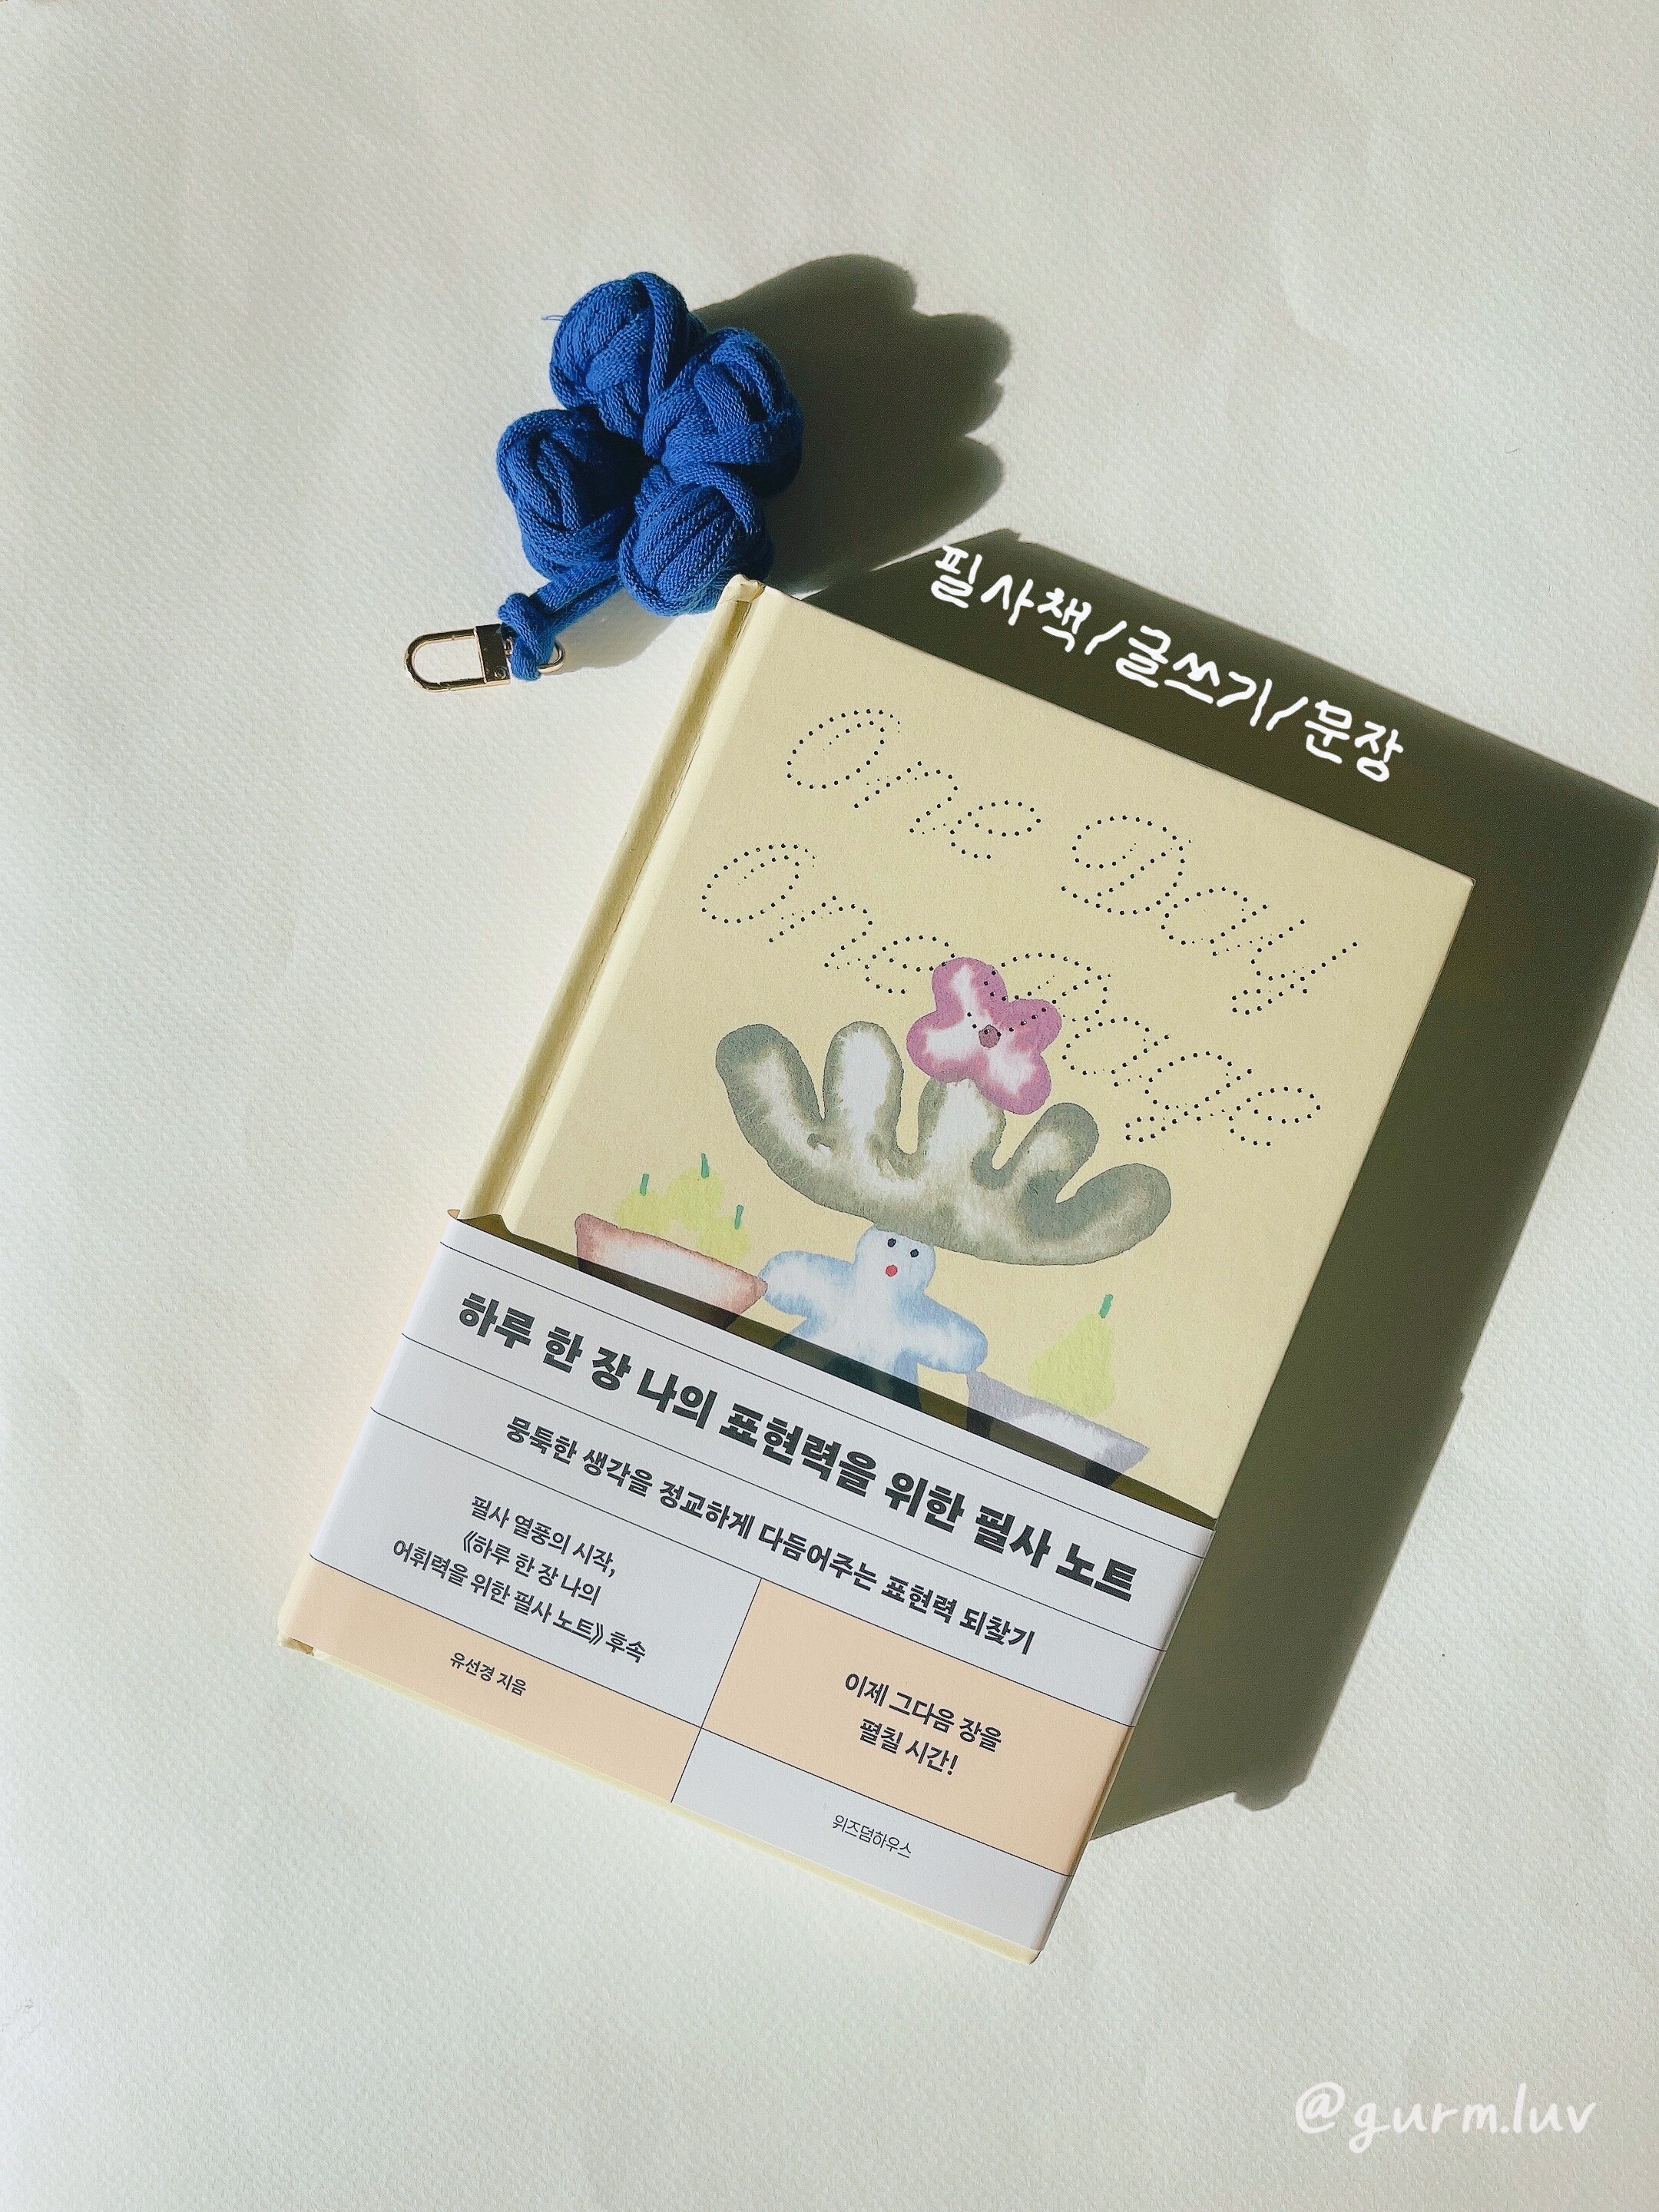 필사책/글쓰기/문장
One Day
One Page
하루 한 장 나의 표현력을 위한 필사 노트
뭉툭한 생각을 정교하게 다듬어주는 표현력 되찾기
필사 열풍의 시작,
《하루 한 장 나의
어휘력을 위한 필사 노트》 후속
유선경 지음
이제 그다음 장을
펼칠 시간!
위즈덤하우스
@gurm.luv